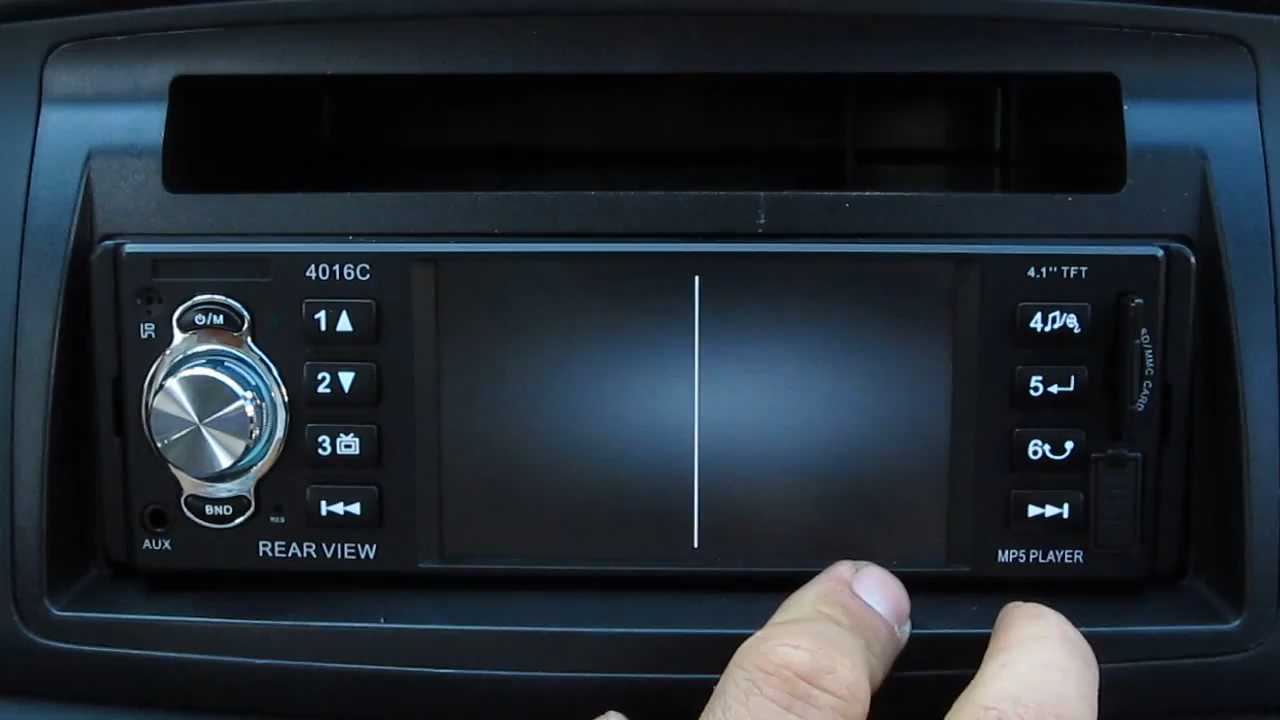 4016C
4.1" TFT
⏻/M
1▲
2▼
3
⏮
BND
RES
AUX
REAR VIEW
4♫/🔍
5↵
6
⏭
MP5 PLAYER
SD/MMC CARD